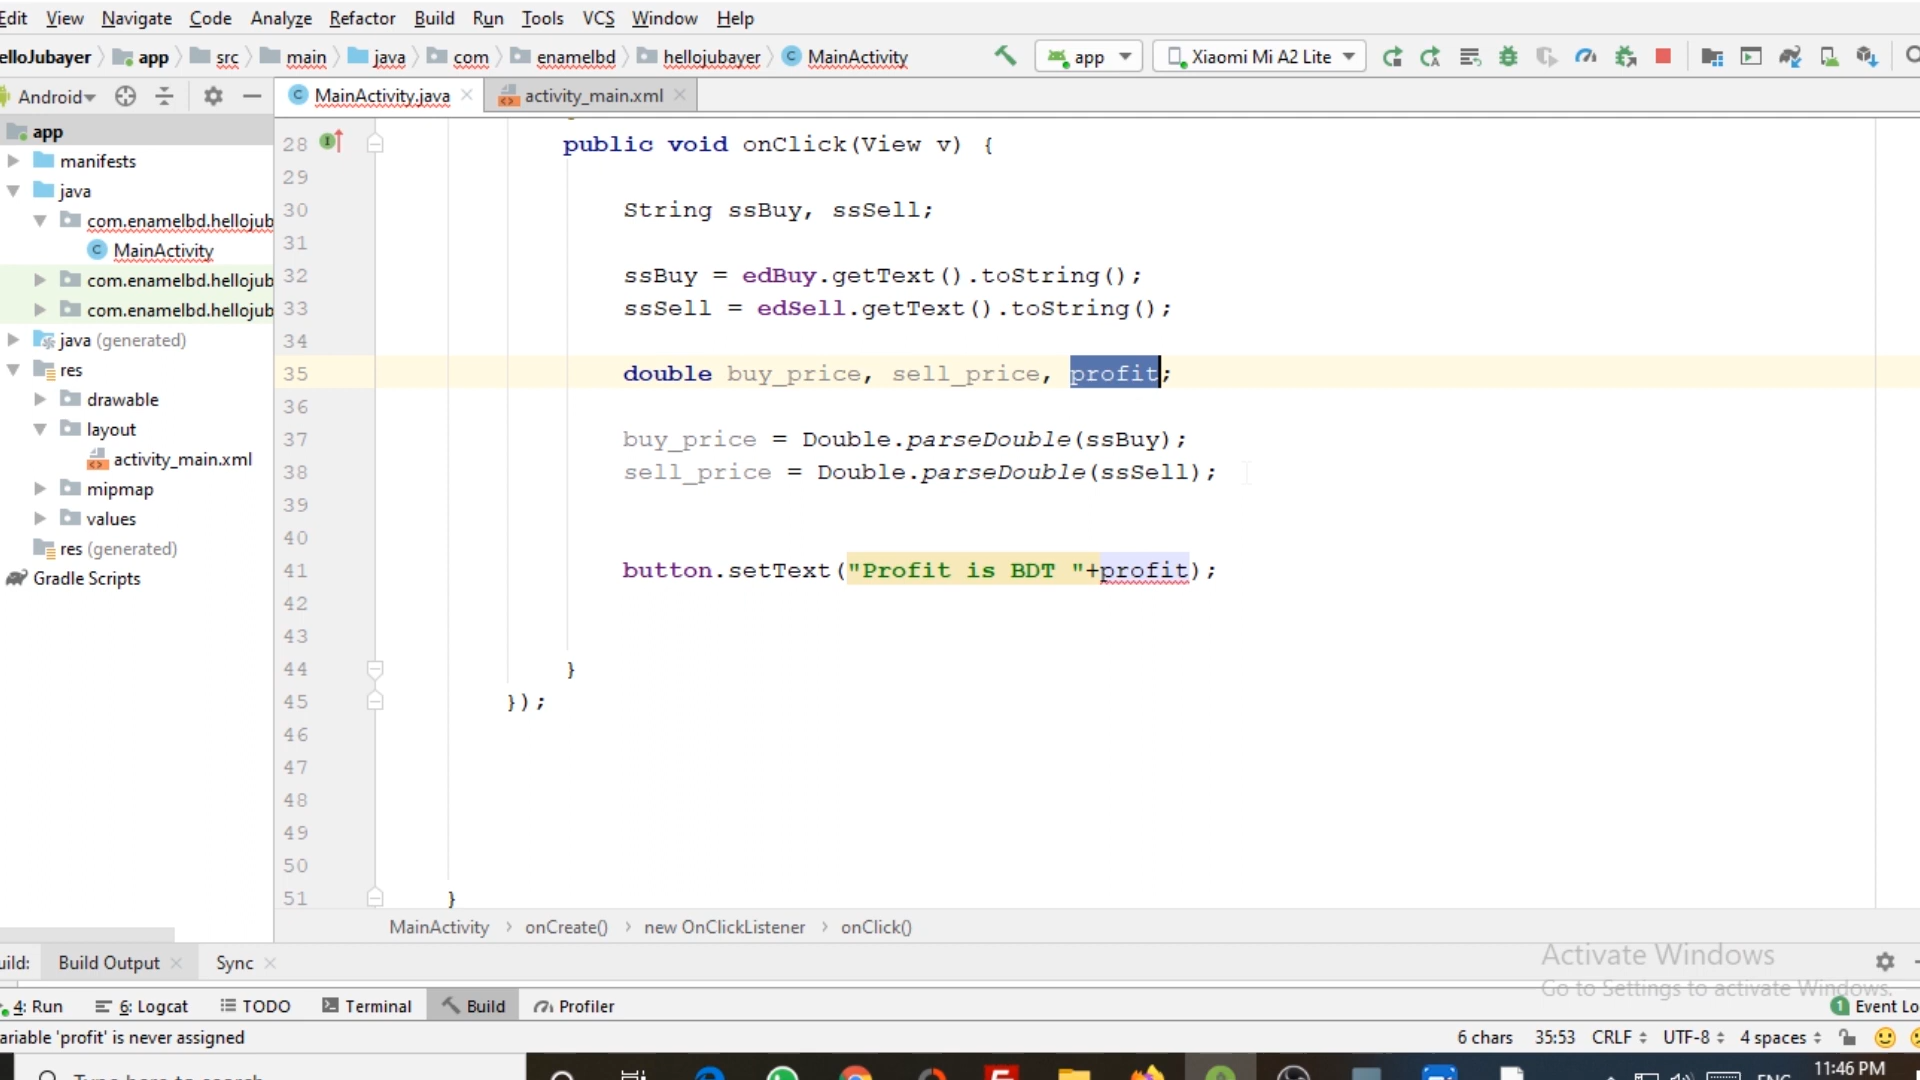 Edit View Navigate Code Analyze Refactor Build Run Tools VCS Window Help
elloJubayer app src main java com enamelbd hellojubayer MainActivity app Xiaomi Mi A2 Lite
Android MainActivity.java activity_main.xml
app
manifests
java
com.enamelbd.hellojub
MainActivity
com.enamelbd.hellojub
com.enamelbd.hellojub
java (generated)
res
drawable
layout
activity_main.xml
mipmap
values
res (generated)
Gradle Scripts
28 public void onClick(View v) {
29
30 String ssBuy, ssSell;
31
32 ssBuy = edBuy.getText().toString();
33 ssSell = edSell.getText().toString();
34
35 double buy_price, sell_price, profit;
36
37 buy_price = Double.parseDouble(ssBuy);
38 sell_price = Double.parseDouble(ssSell);
39
40
41 button.setText("Profit is BDT "+profit);
42
43
44 }
45 });
46
47
48
49
50
51 }
MainActivity › onCreate() › new OnClickListener › onClick()
Activate Windows
Go to Settings to activate Windows.
uild: Build Output Sync
4: Run 6: Logcat TODO Terminal Build Profiler 1 Event Lo
ariable 'profit' is never assigned 6 chars 35:53 CRLF UTF-8 4 spaces
Type here to search ENG 11:46 PM